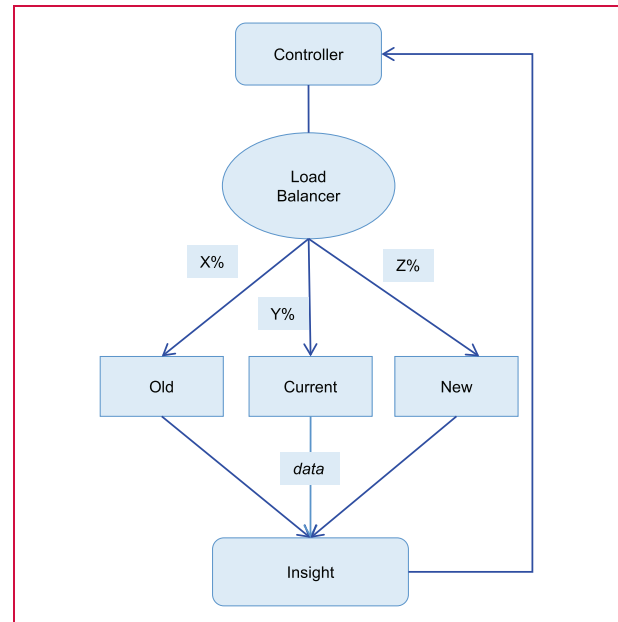 Controller
Load
Balancer
X%
Z%
Y%
Old
Current
New
data
Insight